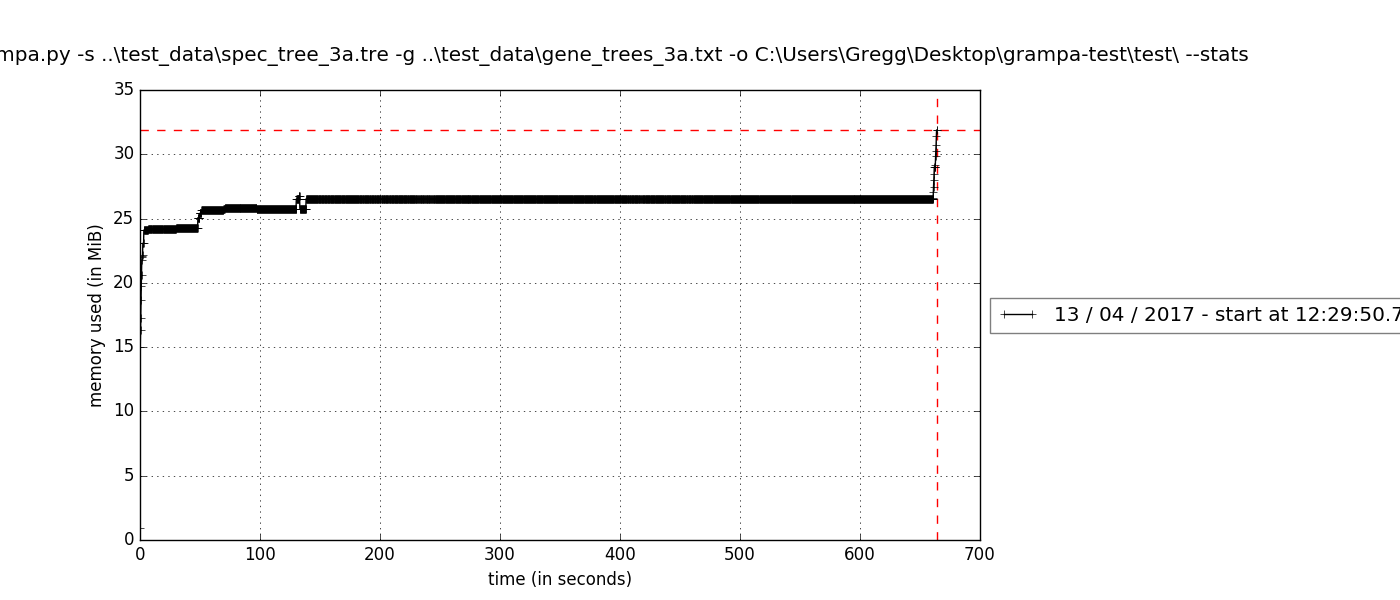 mpa.py -s ..\test_data\spec_tree_3a.tre -g ..\test_data\gene_trees_3a.txt -o C:\Users\Gregg\Desktop\grampa-test\test\ --stats
35
30
25
20
15
10
5
0
memory used (in MiB)
0 100 200 300 400 500 600 700
time (in seconds)
13 / 04 / 2017 - start at 12:29:50.7